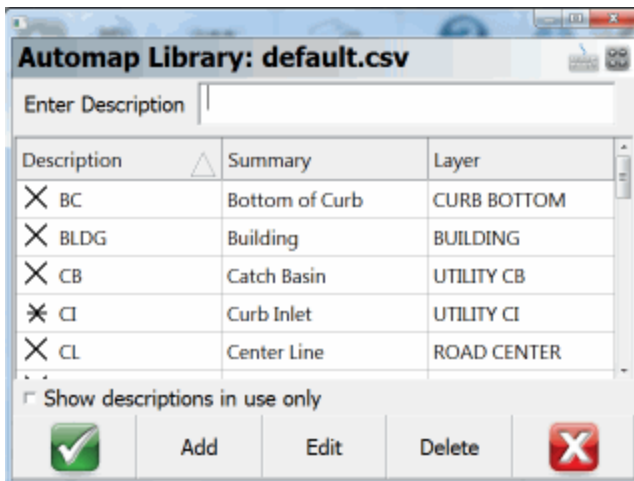 Automap Library: default.csv
Enter Description
Description Summary Layer
BC Bottom of Curb CURB BOTTOM
BLDG Building BUILDING
CB Catch Basin UTILITY CB
CI Curb Inlet UTILITY CI
CL Center Line ROAD CENTER
Show descriptions in use only
Add Edit Delete